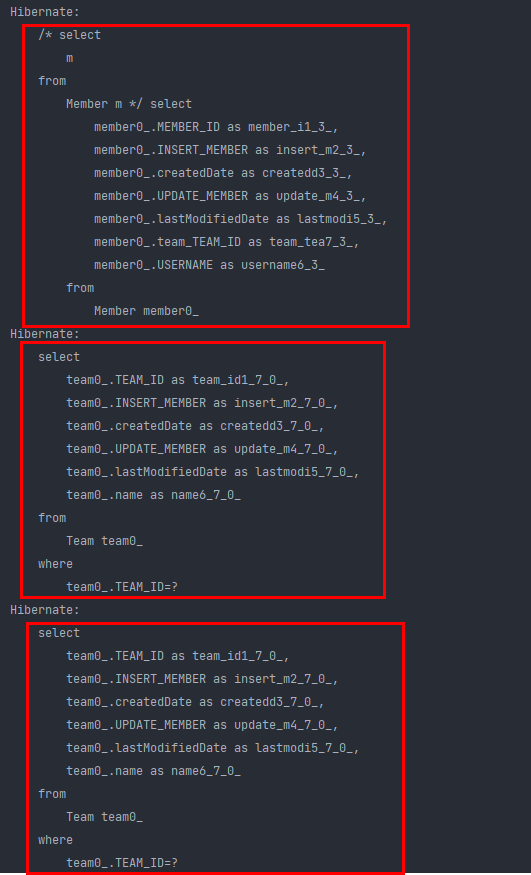 Hibernate:
/* select
m
from
Member m */ select
member0_.MEMBER_ID as member_i1_3_,
member0_.INSERT_MEMBER as insert_m2_3_,
member0_.createdDate as createdd3_3_,
member0_.UPDATE_MEMBER as update_m4_3_,
member0_.lastModifiedDate as lastmodi5_3_,
member0_.team_TEAM_ID as team_tea7_3_,
member0_.USERNAME as username6_3_
from
Member member0_
Hibernate:
select
team0_.TEAM_ID as team_id1_7_0_,
team0_.INSERT_MEMBER as insert_m2_7_0_,
team0_.createdDate as createdd3_7_0_,
team0_.UPDATE_MEMBER as update_m4_7_0_,
team0_.lastModifiedDate as lastmodi5_7_0_,
team0_.name as name6_7_0_
from
Team team0_
where
team0_.TEAM_ID=?
Hibernate:
select
team0_.TEAM_ID as team_id1_7_0_,
team0_.INSERT_MEMBER as insert_m2_7_0_,
team0_.createdDate as createdd3_7_0_,
team0_.UPDATE_MEMBER as update_m4_7_0_,
team0_.lastModifiedDate as lastmodi5_7_0_,
team0_.name as name6_7_0_
from
Team team0_
where
team0_.TEAM_ID=?